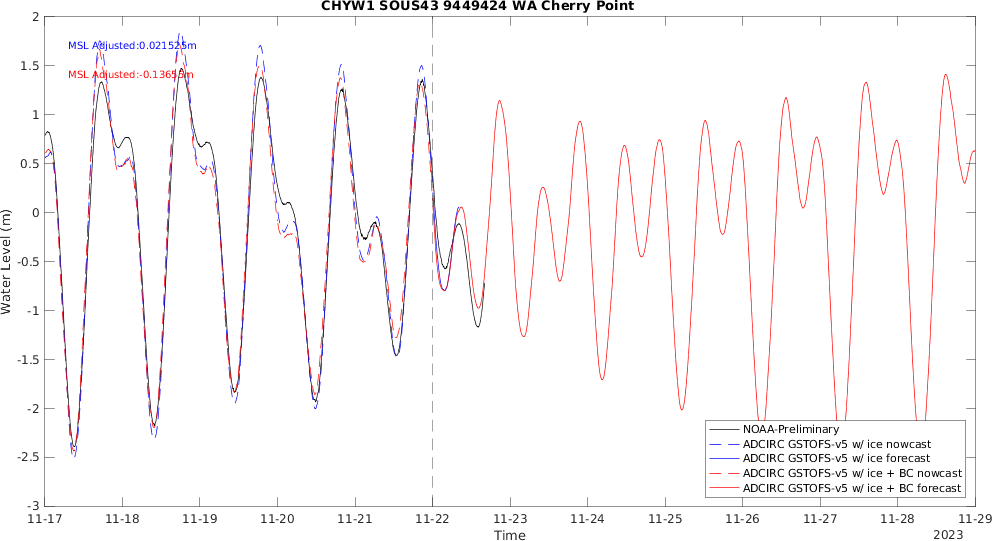 CHYW1 SOUS43 9449424 WA Cherry Point
MSL Adjusted:0.021525m
MSL Adjusted:-0.13655m
Water Level (m)
2
1.5
1
0.5
0
-0.5
-1
-1.5
-2
-2.5
-3
NOAA-Preliminary
ADCIRC GSTOFS-v5 w/ ice nowcast
ADCIRC GSTOFS-v5 w/ ice forecast
ADCIRC GSTOFS-v5 w/ ice + BC nowcast
ADCIRC GSTOFS-v5 w/ ice + BC forecast
11-17 11-18 11-19 11-20 11-21 11-22 11-23 11-24 11-25 11-26 11-27 11-28 11-29
Time
2023